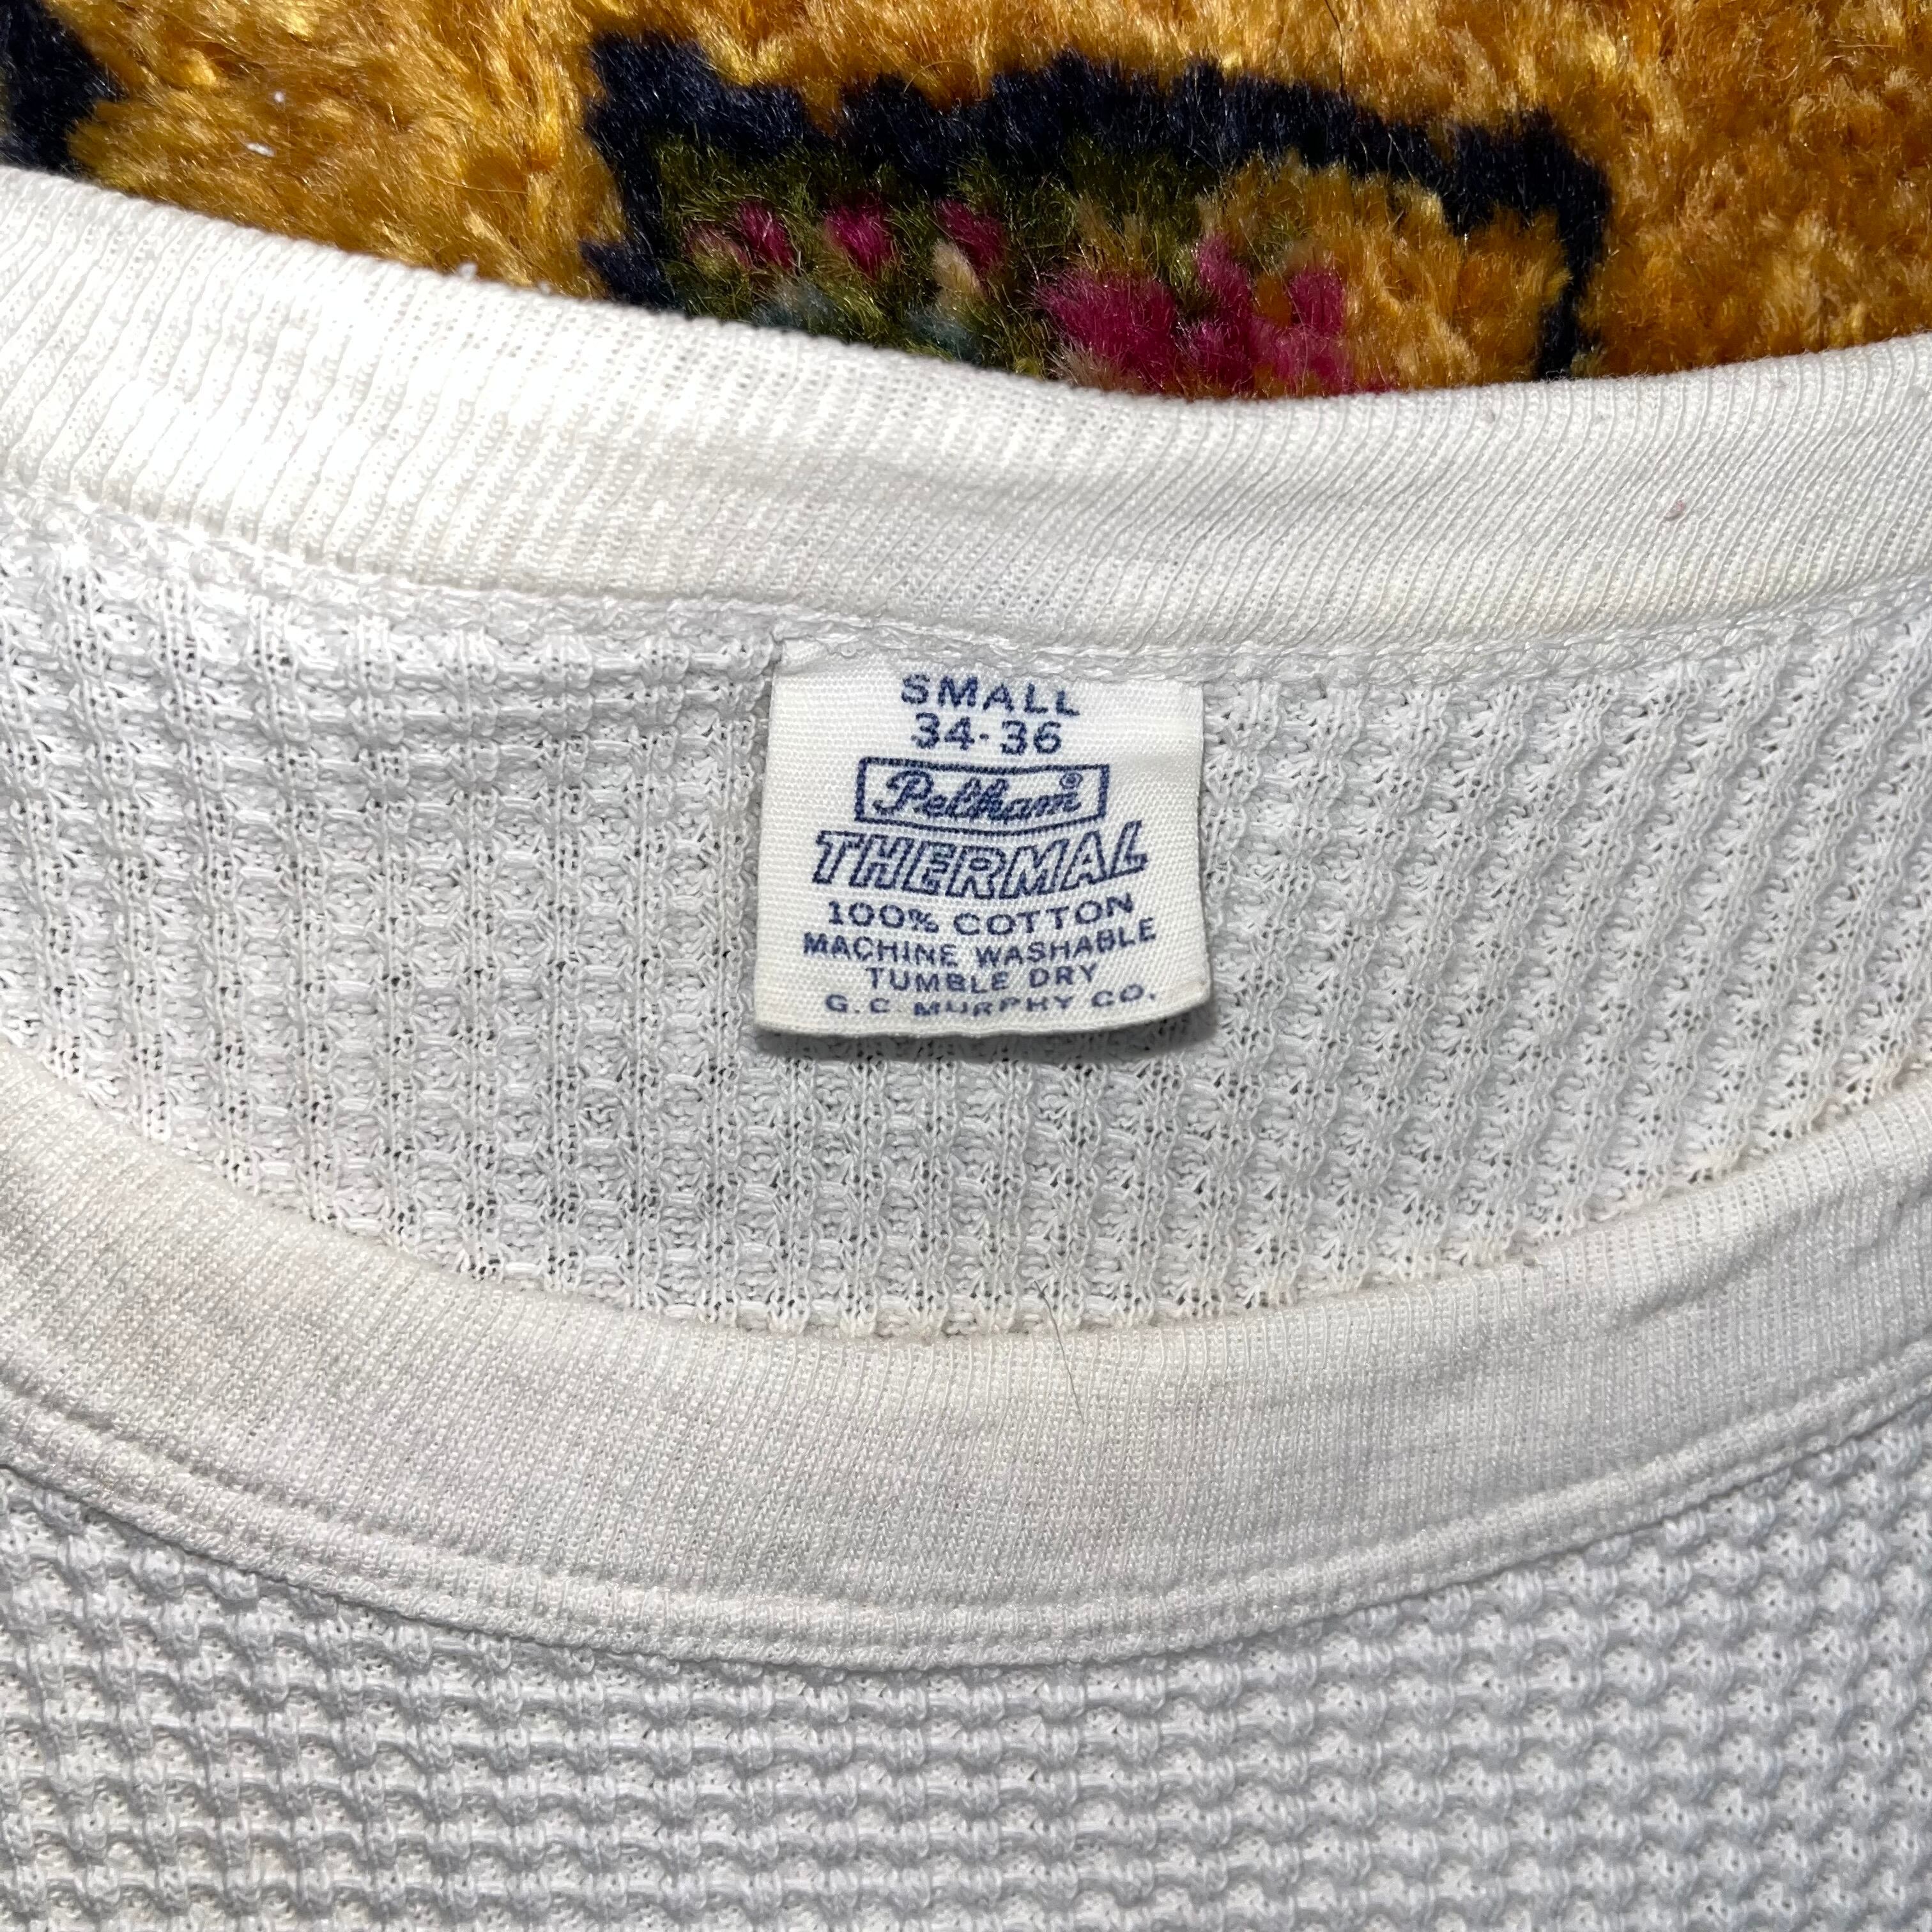 SMALL
34-36
Pelham®
THERMAL
100% COTTON
MACHINE WASHABLE
TUMBLE DRY
G.C. MURPHY CO.